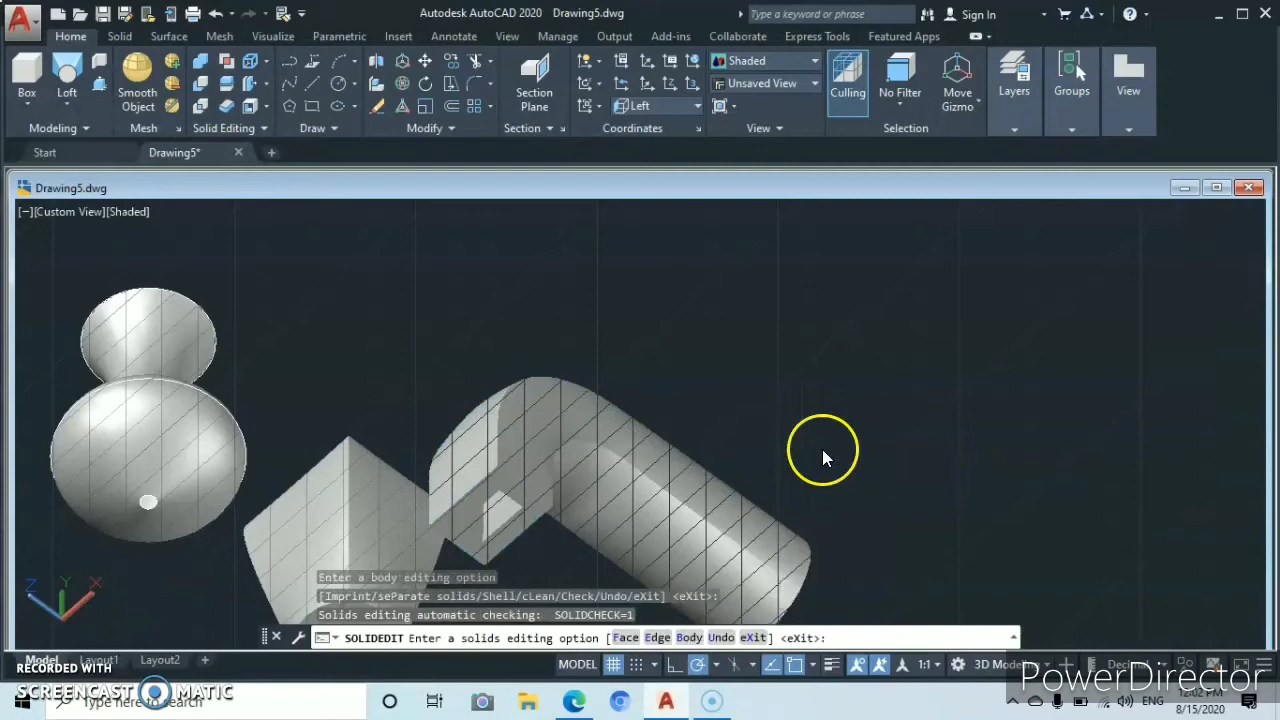 Autodesk AutoCAD 2020 Drawing5.dwg
Type a keyword or phrase
Sign In
Home Solid Surface Mesh Visualize Parametric Insert Annotate View Manage Output Add-ins Collaborate Express Tools Featured Apps
Box
Loft
Smooth
Object
Section
Plane
Shaded
Unsaved View
Left
Culling
No Filter
Move
Gizmo
Layers
Groups
View
Modeling
Mesh
Solid Editing
Draw
Modify
Section
Coordinates
View
Selection
Start
Drawing5*
Drawing5.dwg
[−][Custom View][Shaded]
Z
Y
X
Enter a body editing option
[Imprint/seParate solids/Shell/cLean/Check/Undo/eXit] <eXit>:
Solids editing automatic checking: SOLIDCHECK=1
SOLIDEDIT Enter a solids editing option [Face Edge Body Undo eXit] <eXit>:
Model Layout1 Layout2
MODEL
1:1
RECORDED WITH
SCREENCAST MATIC
Type here to search
PowerDirector
ENG
12:02 PM
8/15/2020